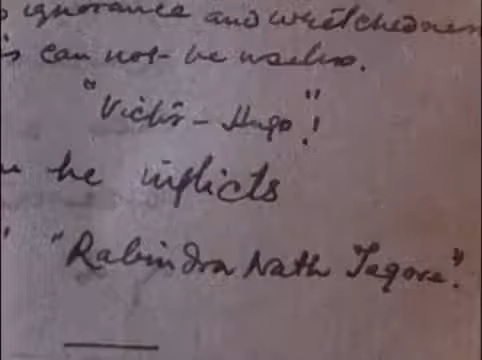 ignorance and wretchedness
is can not be useless.
"Victor - Hugo"!
he inflicts
"Rabindra Nath Tagore".